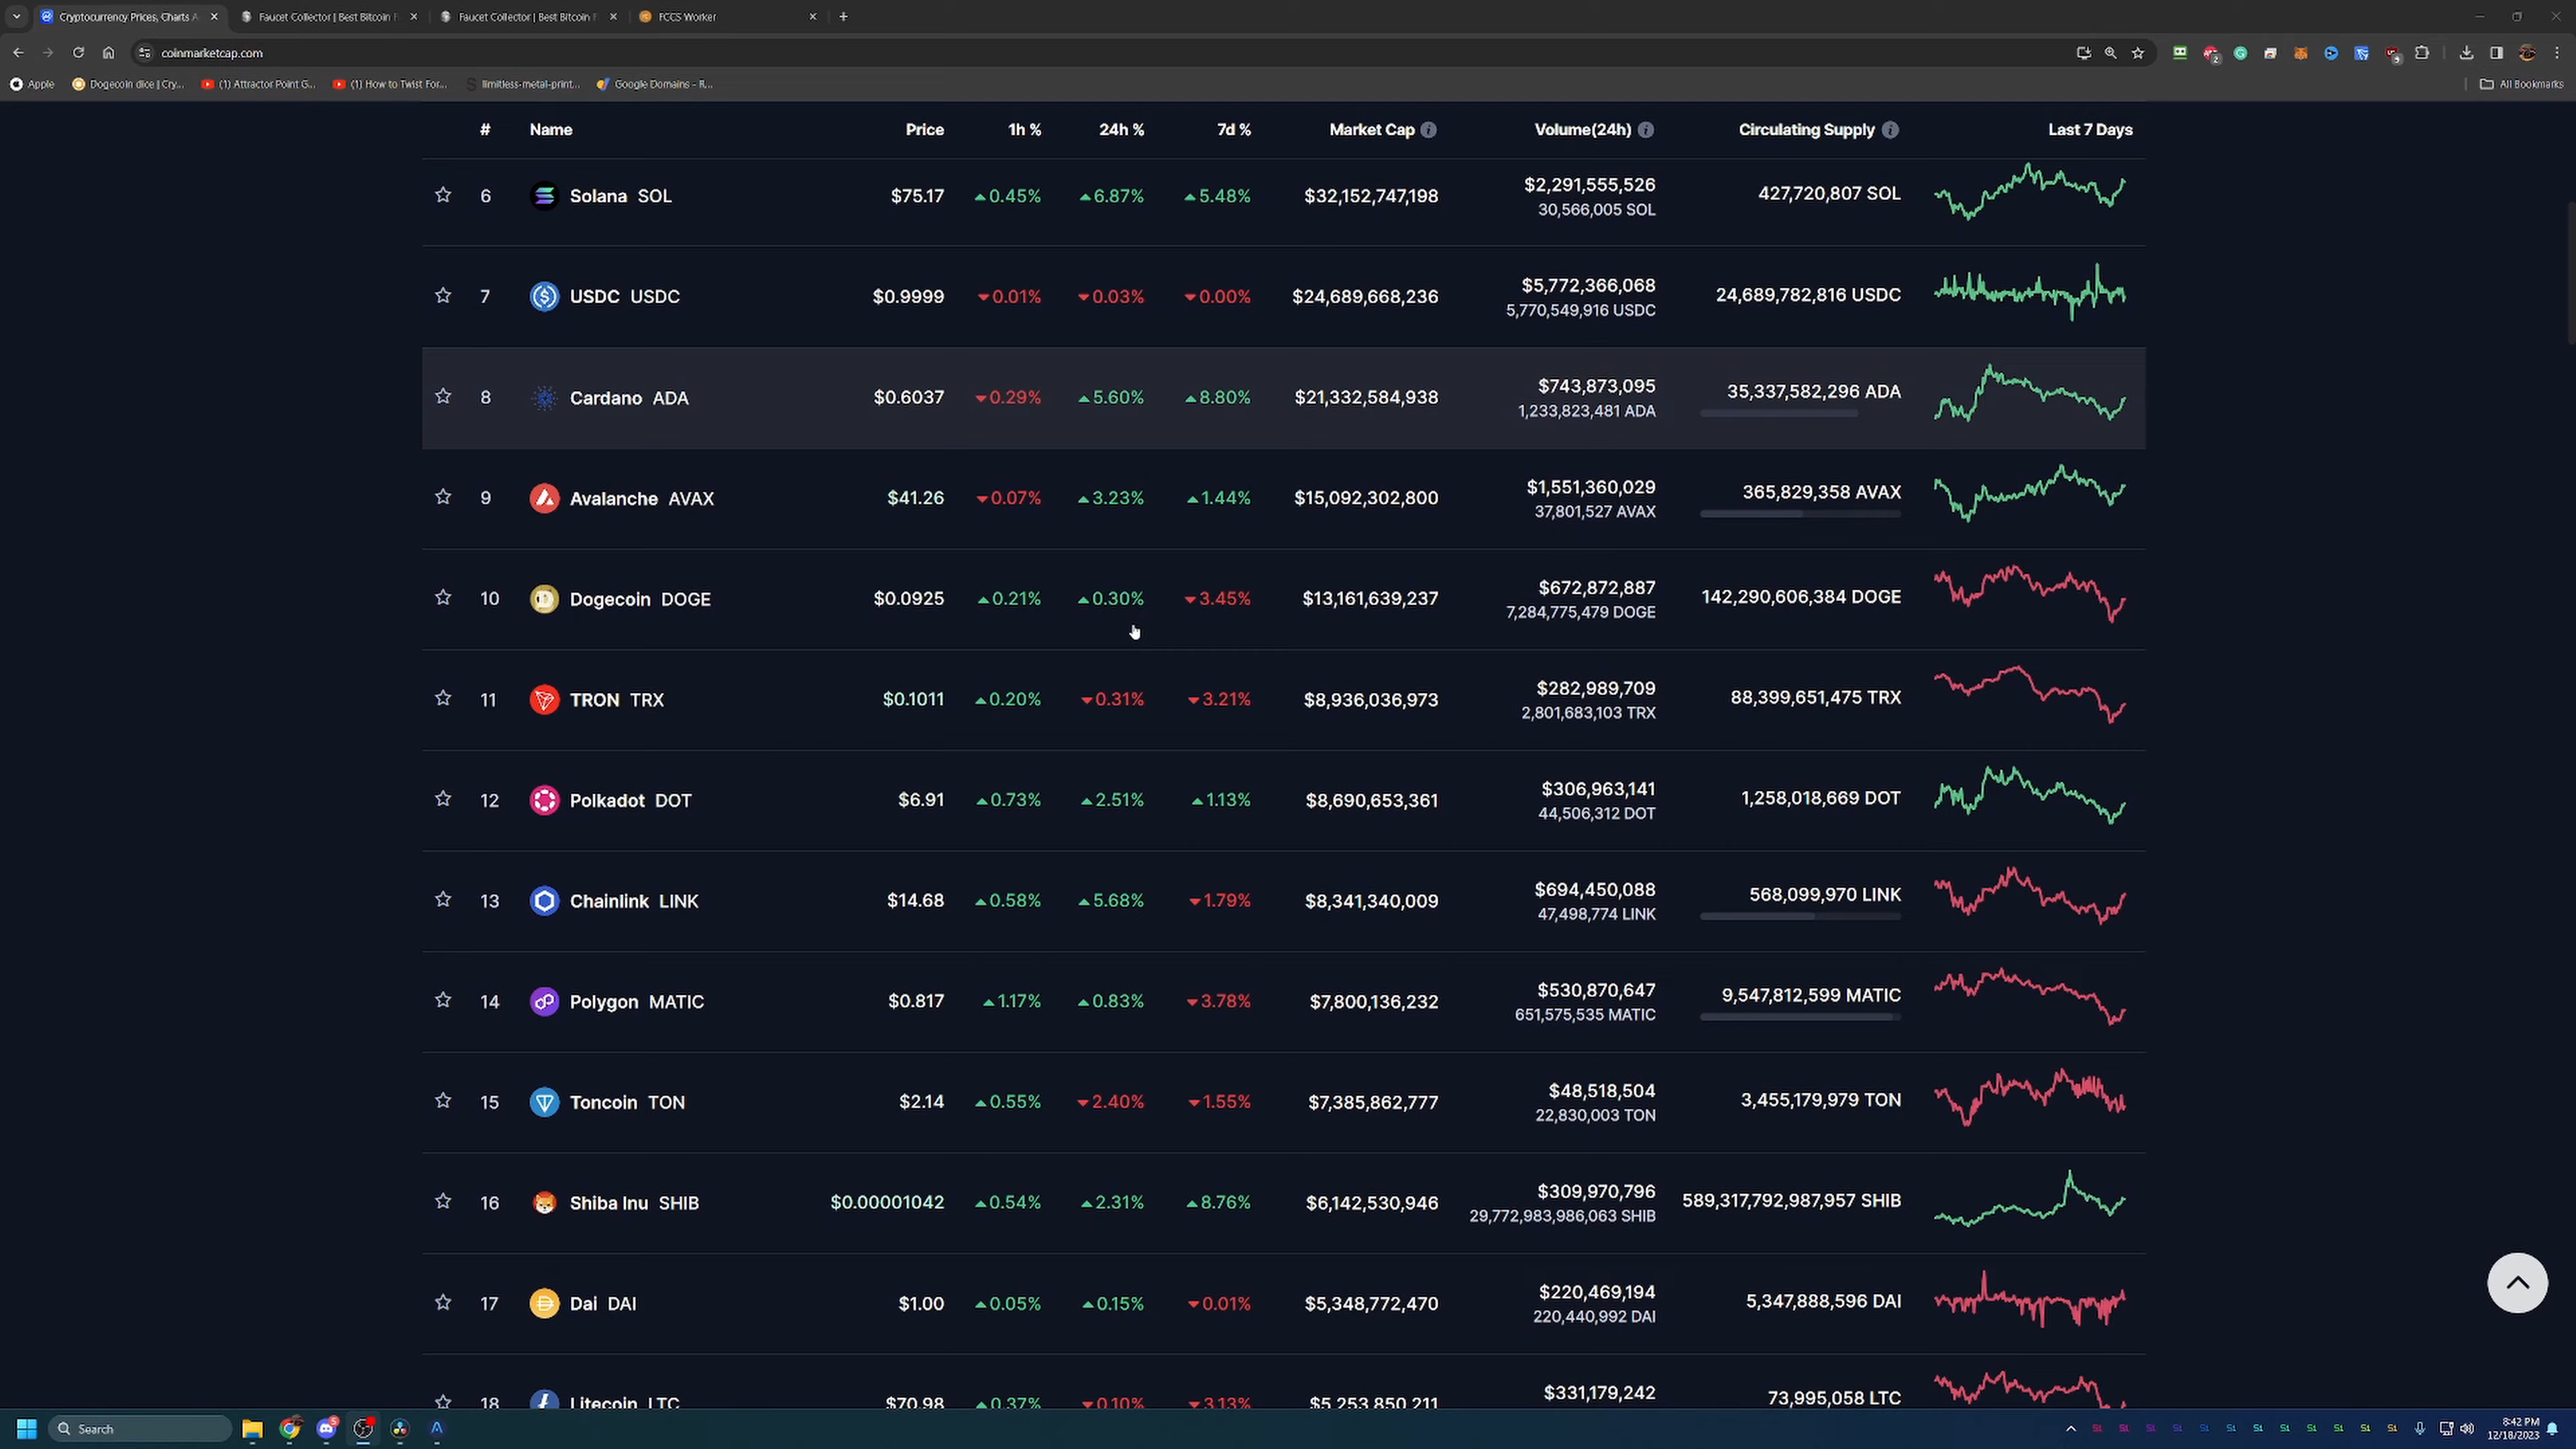 Cryptocurrency Prices, Charts A
Faucet Collector | Best Bitcoin F
Faucet Collector | Best Bitcoin F
FCCS Worker
coinmarketcap.com
Apple
Dogecoin dice | Cry...
(1) Attractor Point G...
(1) How to Twist For...
limitless-metal-print...
Google Domains - R...
All Bookmarks
# Name Price 1h % 24h % 7d % Market Cap Volume(24h) Circulating Supply Last 7 Days
6 Solana SOL $75.17 0.45% 6.87% 5.48% $32,152,747,198 $2,291,555,526 427,720,807 SOL
30,566,005 SOL
7 USDC USDC $0.9999 0.01% 0.03% 0.00% $24,689,668,236 $5,772,366,068 24,689,782,816 USDC
5,770,549,916 USDC
8 Cardano ADA $0.6037 0.29% 5.60% 8.80% $21,332,584,938 $743,873,095 35,337,582,296 ADA
1,233,823,481 ADA
9 Avalanche AVAX $41.26 0.07% 3.23% 1.44% $15,092,302,800 $1,551,360,029 365,829,358 AVAX
37,801,527 AVAX
10 Dogecoin DOGE $0.0925 0.21% 0.30% 3.45% $13,161,639,237 $672,872,887 142,290,606,384 DOGE
7,284,775,479 DOGE
11 TRON TRX $0.1011 0.20% 0.31% 3.21% $8,936,036,973 $282,989,709 88,399,651,475 TRX
2,801,683,103 TRX
12 Polkadot DOT $6.91 0.73% 2.51% 1.13% $8,690,653,361 $306,963,141 1,258,018,669 DOT
44,506,312 DOT
13 Chainlink LINK $14.68 0.58% 5.68% 1.79% $8,341,340,009 $694,450,088 568,099,970 LINK
47,498,774 LINK
14 Polygon MATIC $0.817 1.17% 0.83% 3.78% $7,800,136,232 $530,870,647 9,547,812,599 MATIC
651,575,535 MATIC
15 Toncoin TON $2.14 0.55% 2.40% 1.55% $7,385,862,777 $48,518,504 3,455,179,979 TON
22,830,003 TON
16 Shiba Inu SHIB $0.00001042 0.54% 2.31% 8.76% $6,142,530,946 $309,970,796 589,317,792,987,957 SHIB
29,772,983,986,063 SHIB
17 Dai DAI $1.00 0.05% 0.15% 0.01% $5,348,772,470 $220,469,194 5,347,888,596 DAI
220,440,992 DAI
18 Litecoin LTC $70.98 0.37% 0.10% 3.13% $5,253,850,211 $331,179,242 73,995,058 LTC
Search
8:42 PM
12/18/2023